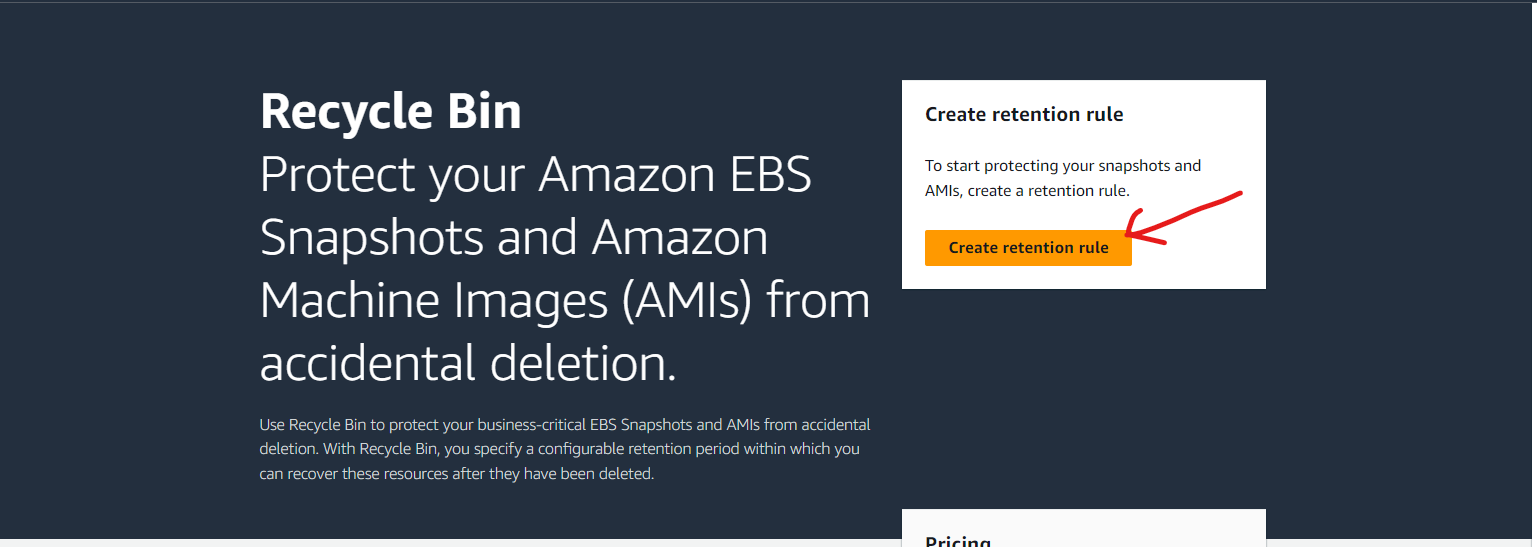 Recycle Bin
Protect your Amazon EBS
Snapshots and Amazon
Machine Images (AMIs) from
accidental deletion.
Use Recycle Bin to protect your business-critical EBS Snapshots and AMIs from accidental
deletion. With Recycle Bin, you specify a configurable retention period within which you
can recover these resources after they have been deleted.
Create retention rule
To start protecting your snapshots and
AMIs, create a retention rule.
Create retention rule
Pricing